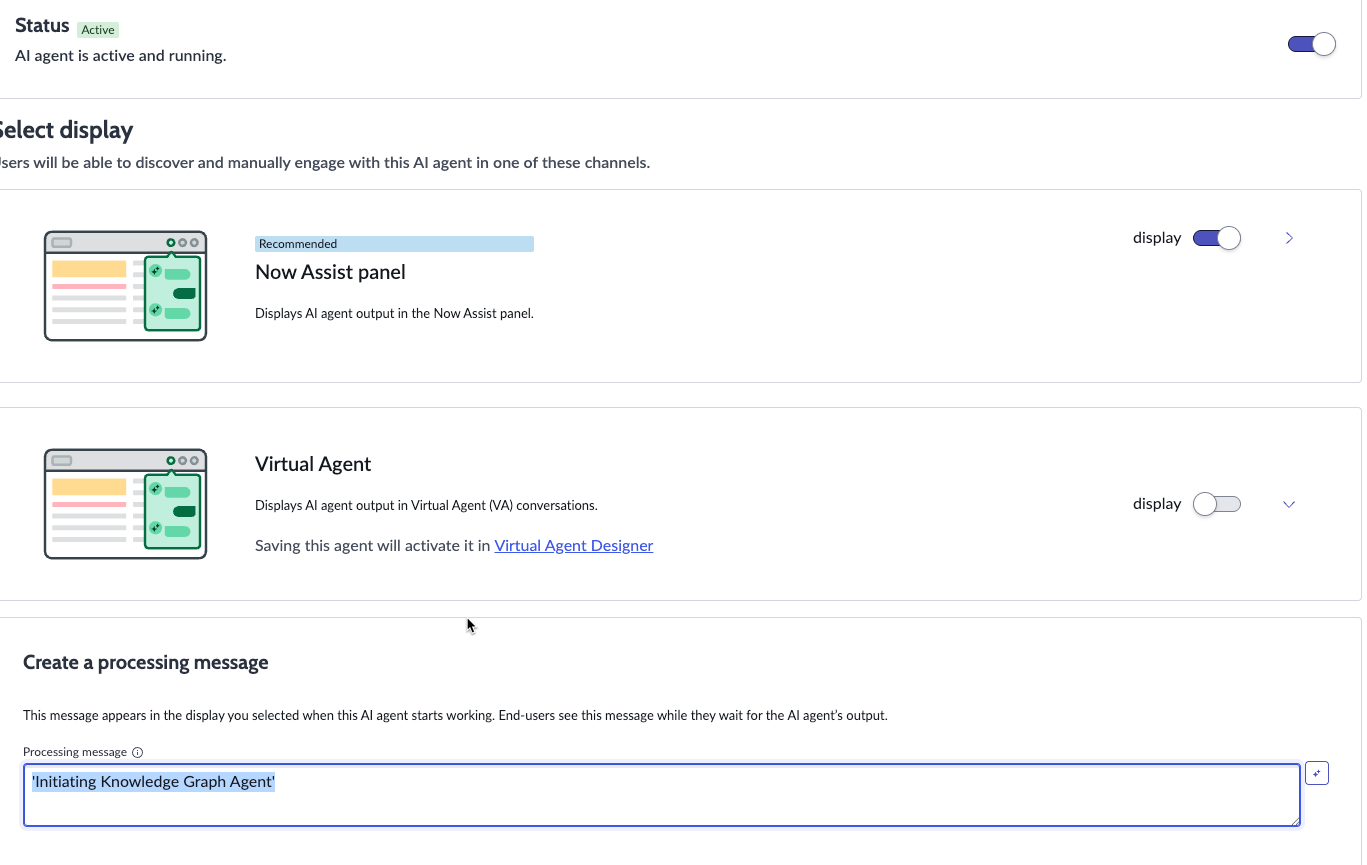 Status Active
AI agent is active and running.
Select display
Users will be able to discover and manually engage with this AI agent in one of these channels.
Recommended
Now Assist panel
Displays AI agent output in the Now Assist panel.
display
Virtual Agent
Displays AI agent output in Virtual Agent (VA) conversations.
Saving this agent will activate it in Virtual Agent Designer
display
Create a processing message
This message appears in the display you selected when this AI agent starts working. End-users see this message while they wait for the AI agent's output.
Processing message
'Initiating Knowledge Graph Agent'